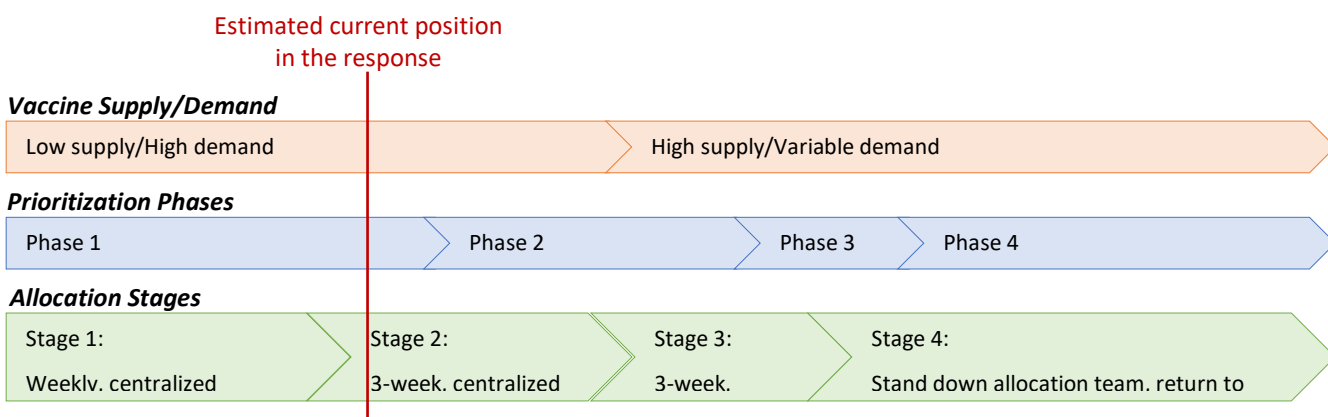 Estimated current position
in the response
Vaccine Supply/Demand
Low supply/High demand
High supply/Variable demand
Prioritization Phases
Phase 1
Phase 2
Phase 3
Phase 4
Allocation Stages
Stage 1:
Stage 2:
Stage 3:
Stage 4:
Weekly. centralized
3-week. centralized
3-week.
Stand down allocation team. return to